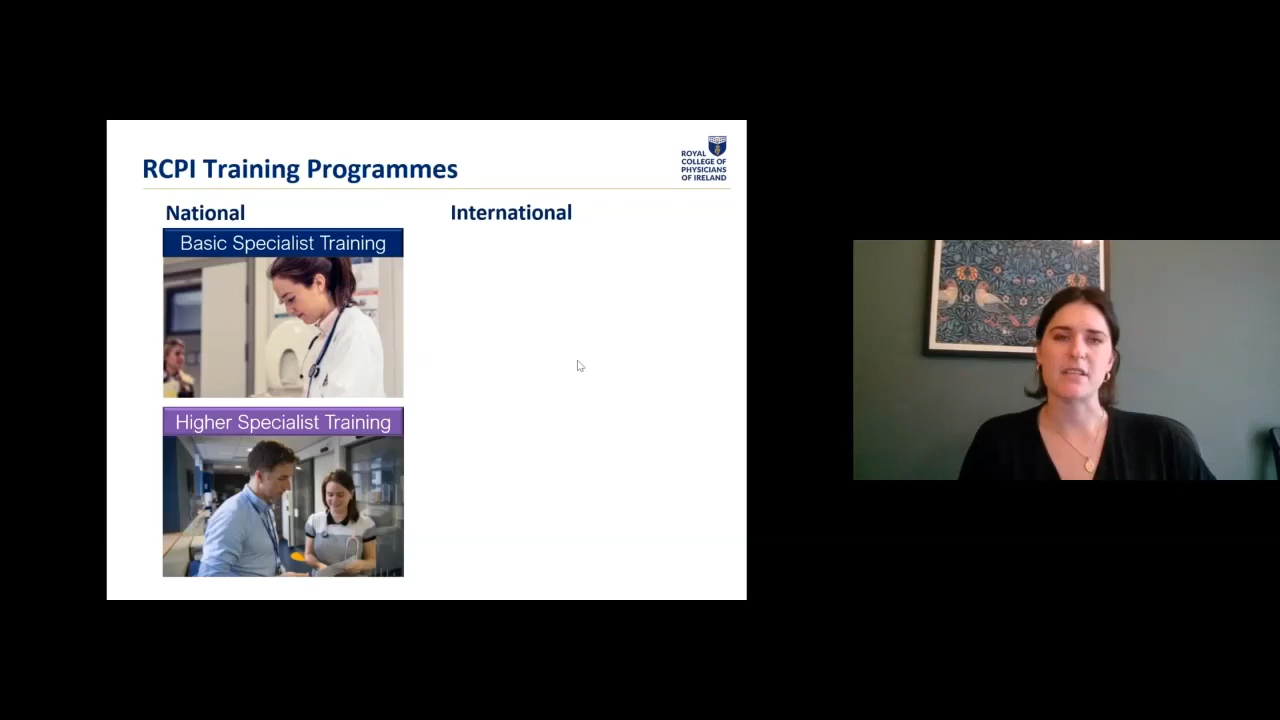 RCPI Training Programmes
ROYAL
COLLEGE OF
PHYSICIANS
OF IRELAND
National
International
Basic Specialist Training
Higher Specialist Training